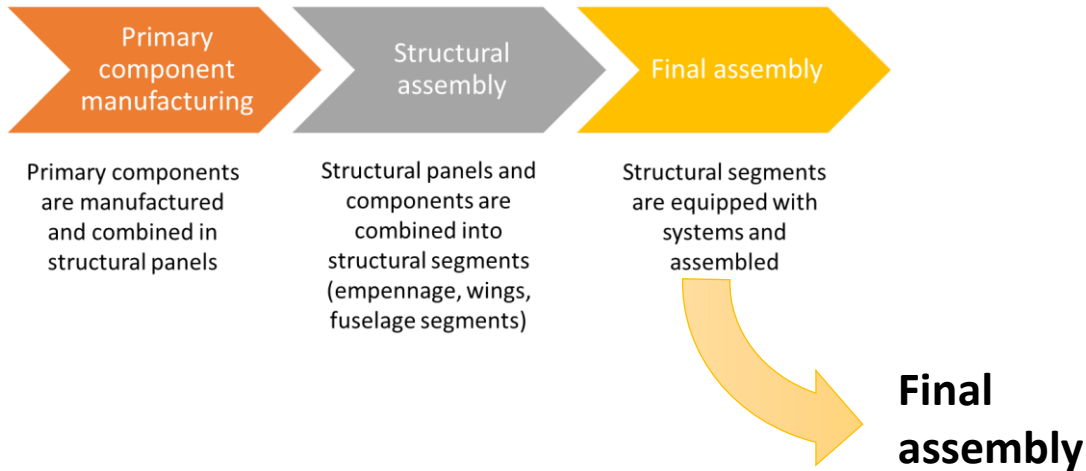 Primary
component
manufacturing
Structural
assembly
Final assembly
Primary components
are manufactured
and combined in
structural panels
Structural panels and
components are
combined into
structural segments
(empennage, wings,
fuselage segments)
Structural segments
are equipped with
systems and
assembled
Final
assembly